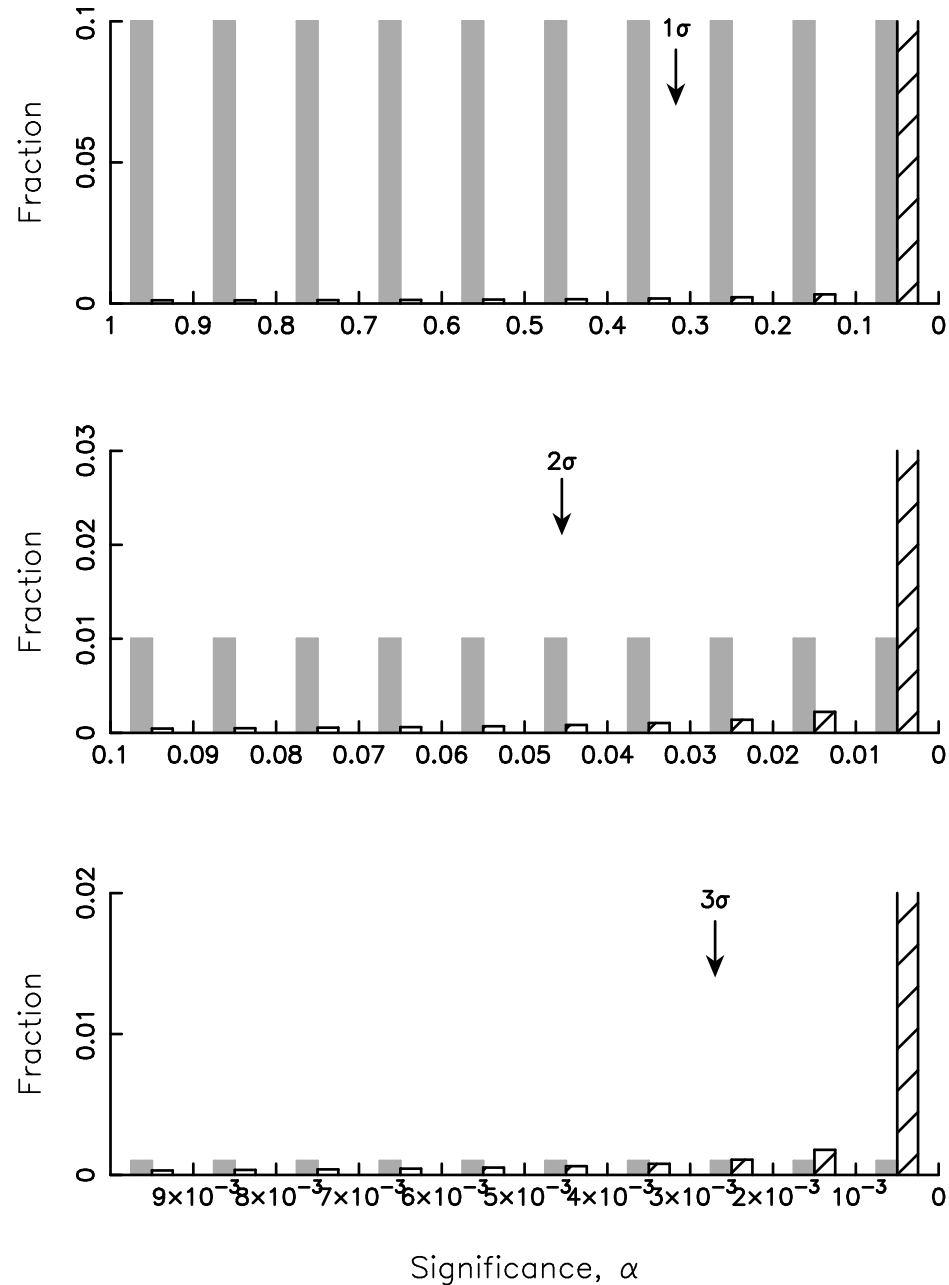 0.1
1σ
0.05
Fraction
0
1 0.9 0.8 0.7 0.6 0.5 0.4 0.3 0.2 0.1 0
0.03
2σ
0.02
Fraction
0.01
0
0.1 0.09 0.08 0.07 0.06 0.05 0.04 0.03 0.02 0.01 0
0.02
3σ
0.01
Fraction
0
9×10⁻³ 8×10⁻³ 7×10⁻³ 6×10⁻³ 5×10⁻³ 4×10⁻³ 3×10⁻³ 2×10⁻³ 10⁻³ 0
Significance, α